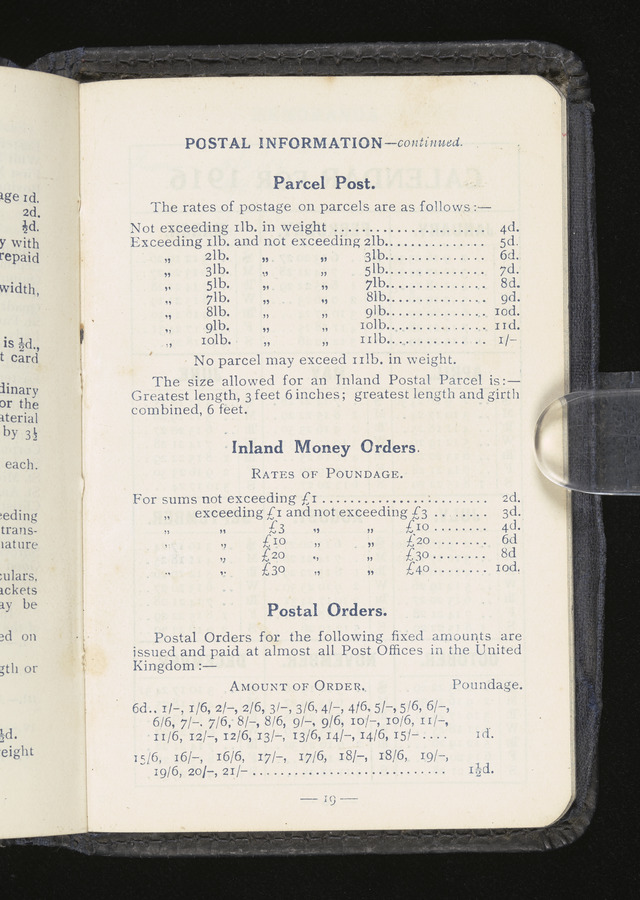 age 1d.
2d.
½d.
y with
repaid
width,
is ½d.,
t card
dinary
or the
aterial
by 3½
each.
eeding
trans-
nature
culars,
ackets
ay be
ed on
gth or
½d.
eight
POSTAL INFORMATION—continued.
Parcel Post.
The rates of postage on parcels are as follows:—
Not exceeding 1lb. in weight .................... 4d.
Exceeding 1lb. and not exceeding 2lb............... 5d.
„ 2lb. „ „ 3lb............... 6d.
„ 3lb. „ „ 5lb............... 7d.
„ 5lb. „ „ 7lb............... 8d.
„ 7lb. „ „ 8lb............... 9d.
„ 8lb. „ „ 9lb............... 10d.
„ 9lb. „ „ 10lb............... 11d.
„ 10lb. „ „ 11lb............... 1/-
No parcel may exceed 11lb. in weight.
The size allowed for an Inland Postal Parcel is:—
Greatest length, 3 feet 6 inches; greatest length and girth
combined, 6 feet.
Inland Money Orders.
RATES OF POUNDAGE.
For sums not exceeding £1 ..................... 2d.
„ exceeding £1 and not exceeding £3 ........ 3d.
„ „ £3 „ „ £10 ........ 4d.
„ „ £10 „ „ £20 ........ 6d
„ „ £20 „ „ £30 ........ 8d
„ „ £30 „ „ £40 ........ 10d.
Postal Orders.
Postal Orders for the following fixed amounts are
issued and paid at almost all Post Offices in the United
Kingdom:—
AMOUNT OF ORDER. Poundage.
6d., 1/-, 1/6, 2/-, 2/6, 3/-, 3/6, 4/-, 4/6, 5/-, 5/6, 6/-,
6/6, 7/-, 7/6, 8/-, 8/6, 9/-, 9/6, 10/-, 10/6, 11/-,
11/6, 12/-, 12/6, 13/-, 13/6, 14/-, 14/6, 15/- .... 1d.
15/6, 16/-, 16/6, 17/-, 17/6, 18/-, 18/6, 19/-,
19/6, 20/-, 21/- ............................ 1½d.
— 19 —